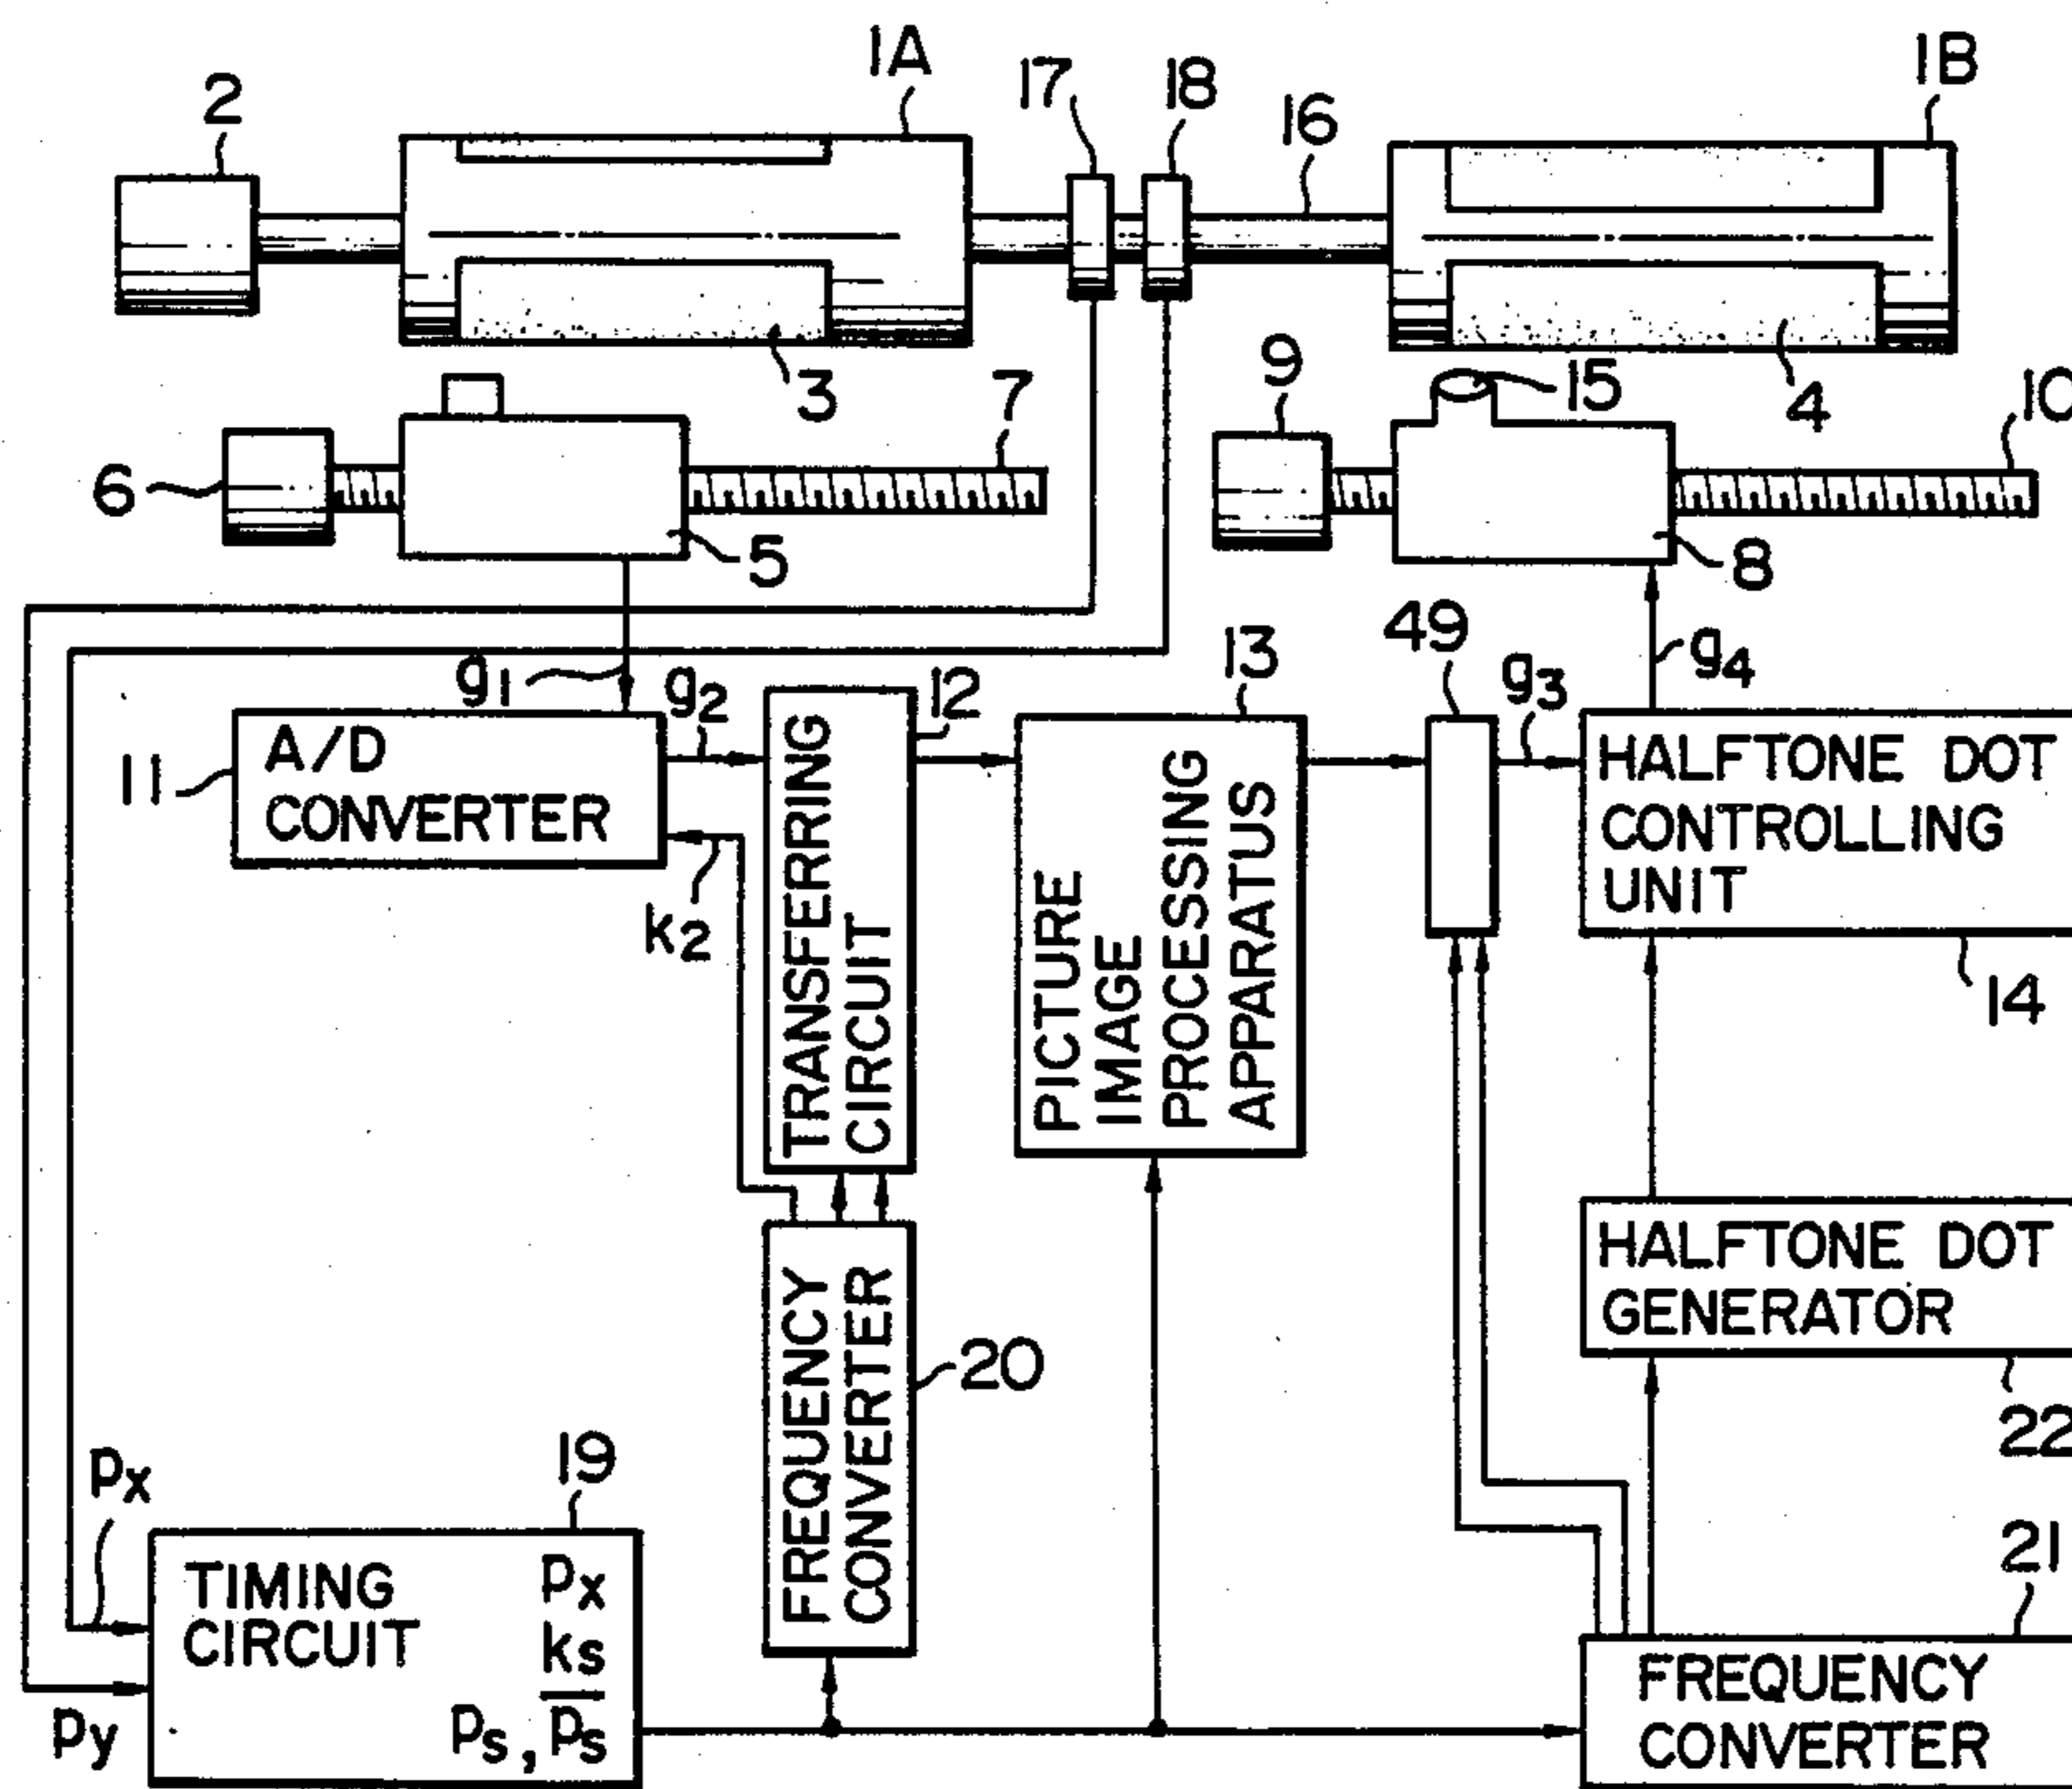 1A
17
18
16
1B
2
3
9
15
4
10
7
6
5
8
49
g1
g2
12
13
g3
g4
11
A/D
CONVERTER
k2
TRANSFERRING
CIRCUIT
PICTURE
IMAGE
PROCESSING
APPARATUS
HALFTONE DOT
CONTROLLING
UNIT
14
FREQUENCY
CONVERTER
20
HALFTONE DOT
GENERATOR
22
px
19
TIMING
CIRCUIT
px
ks
ps, p̅s̅
py
21
FREQUENCY
CONVERTER